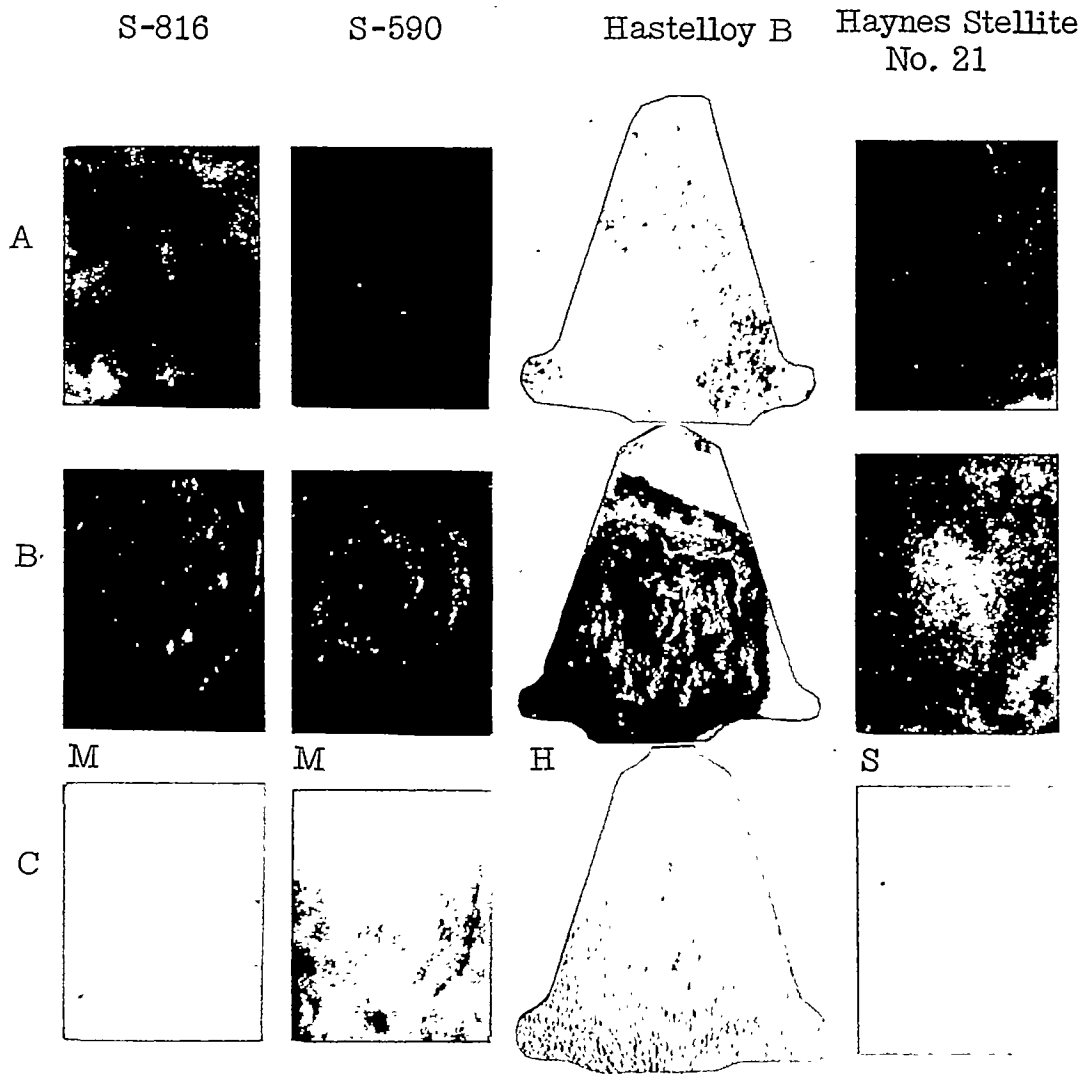 S-816 S-590 Hastelloy B Haynes Stellite
No. 21
A
B
M M H S
C